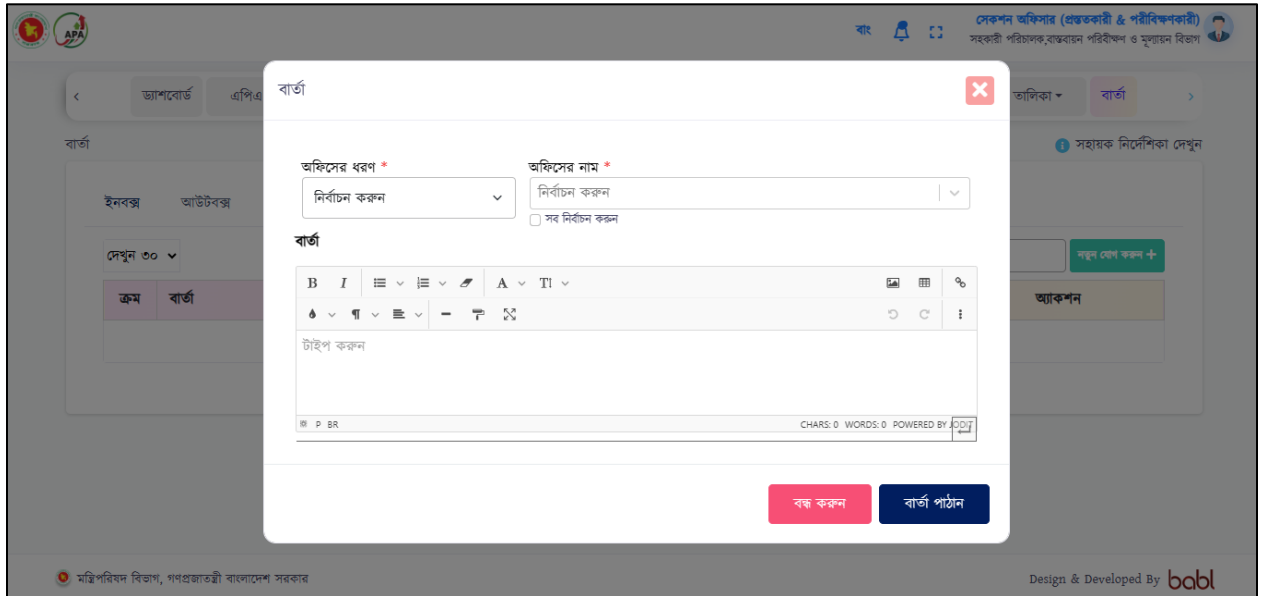 APA
বাং
সেকশন অফিসার (প্রস্ততকারী & পরীবিক্ষণকারী)
সহকারী পরিচালক,বাস্তবায়ন পরিবীক্ষণ ও মূল্যায়ন বিভাগ
ড্যাশবোর্ড এপিএ
তালিকা বার্তা
বার্তা
বার্তা
সহায়ক নির্দেশিকা দেখুন
ইনবক্স আউটবক্স
অফিসের ধরণ * অফিসের নাম *
নির্বাচন করুন নির্বাচন করুন
সব নির্বাচন করুন
বার্তা
দেখুন ৩০
নতুন যোগ করুন +
ক্রম বার্তা অ্যাকশন
B I A T!
টাইপ করুন
P BR CHARS: 0 WORDS: 0 POWERED BY JODIT
বন্ধ করুন বার্তা পাঠান
মন্ত্রিপরিষদ বিভাগ, গণপ্রজাতন্ত্রী বাংলাদেশ সরকার
Design & Developed By babl